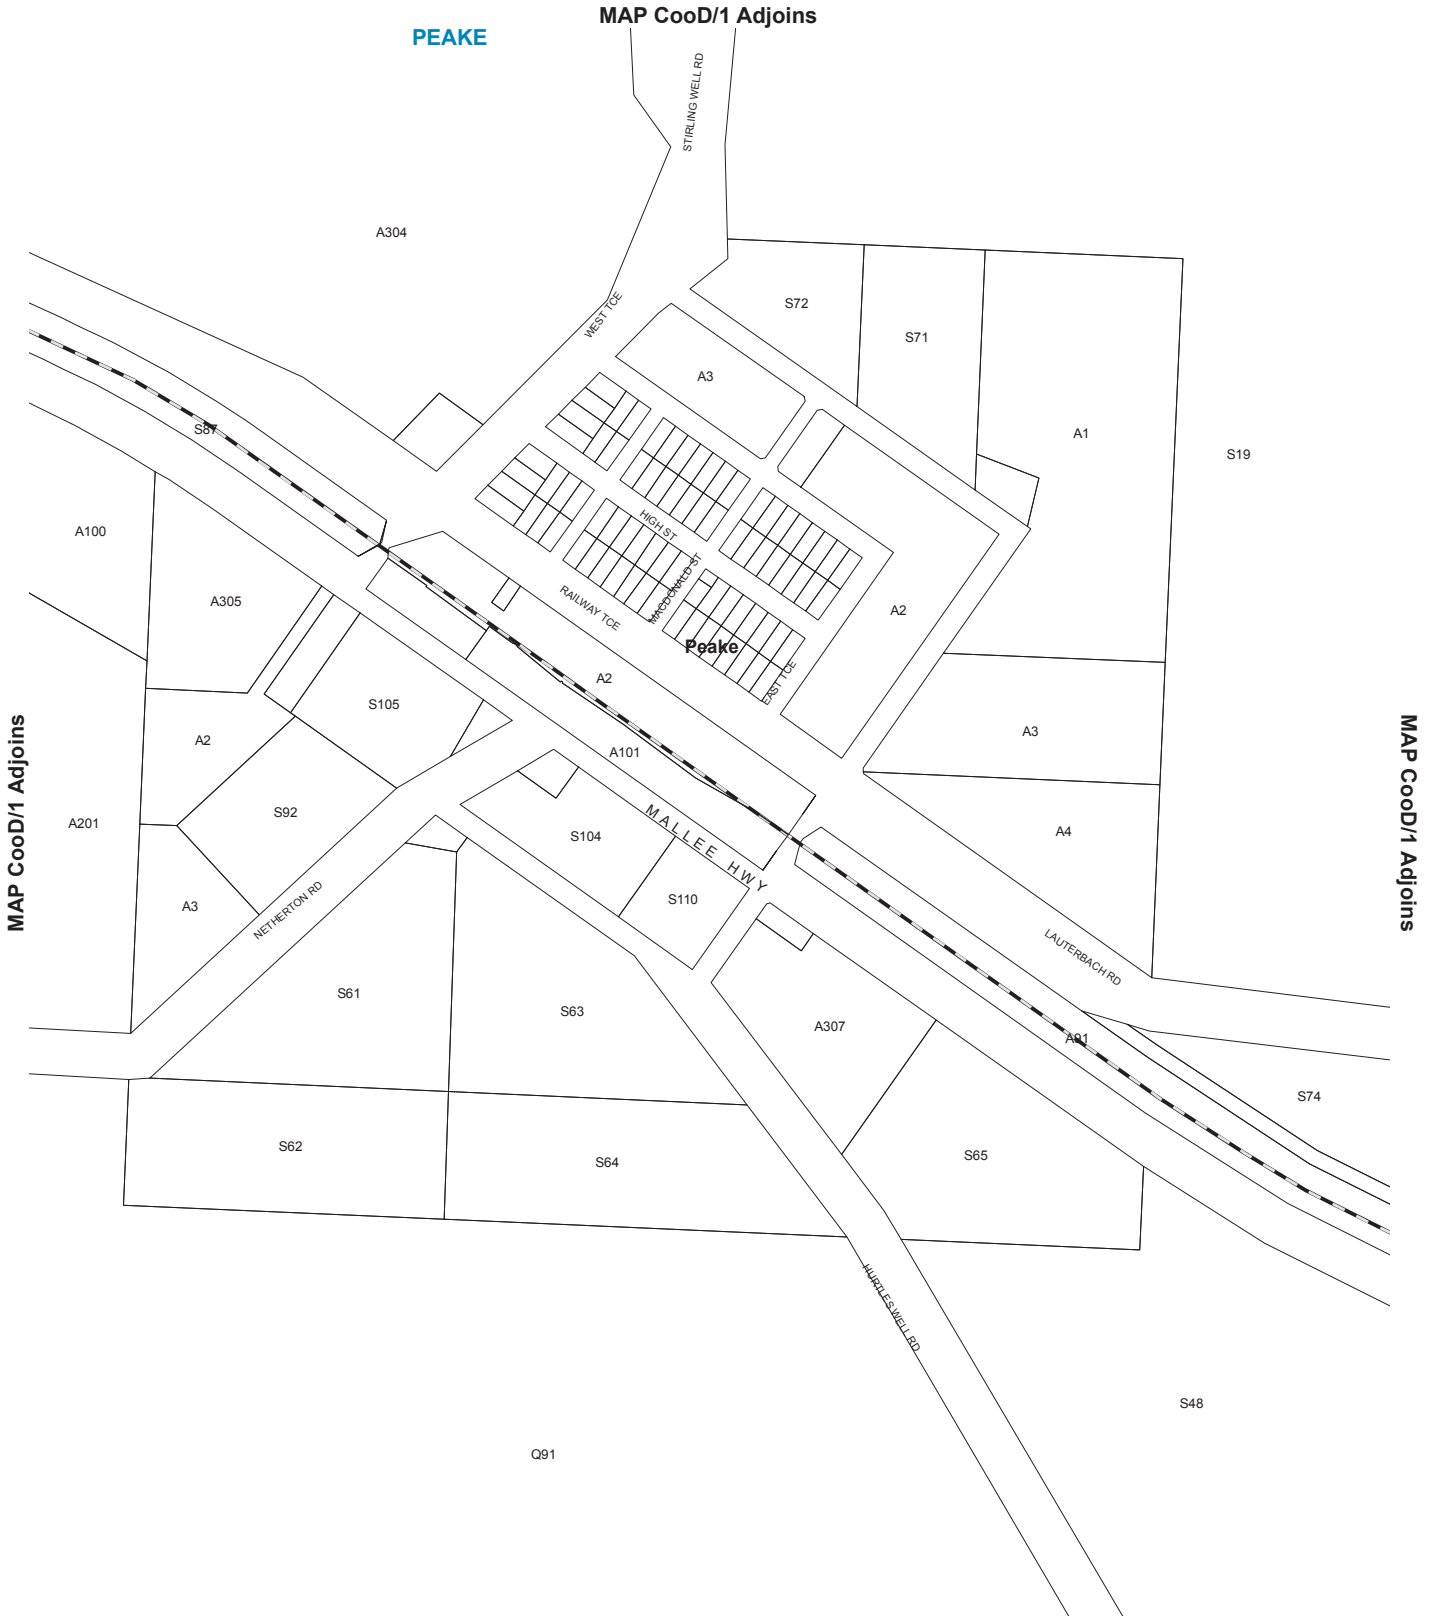 MAP CooD/1 Adjoins
PEAKE
STIRLING WELL RD
A304
WEST TCE
S72
S71
A3
A1
S87
S19
A100
HIGH ST
MACDONALD ST
RAILWAY TCE
A305
A2
Peake
EAST TCE
A2
S105
A3
A2
A101
MAP CooD/1 Adjoins
MAP CooD/1 Adjoins
S92
A201
S104
MALLEE HWY
A4
A3
NETHERTON RD
S110
LAUTERBACH RD
S61
S63
A307
A91
S74
S62
S64
S65
HURTLES WELL RD
S48
Q91